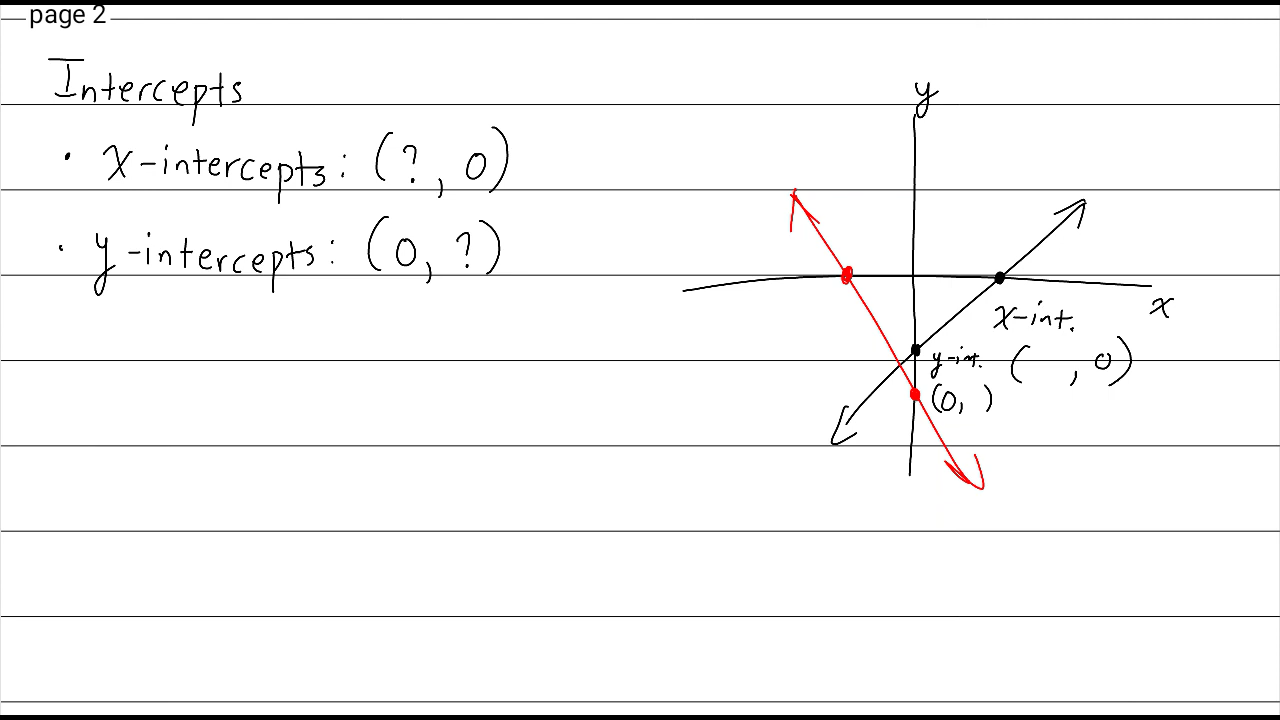 page 2
Intercepts
• x-intercepts: (?, 0)
• y-intercepts: (0, ?)
y
x
x-int.
( , 0)
y-int.
(0, )